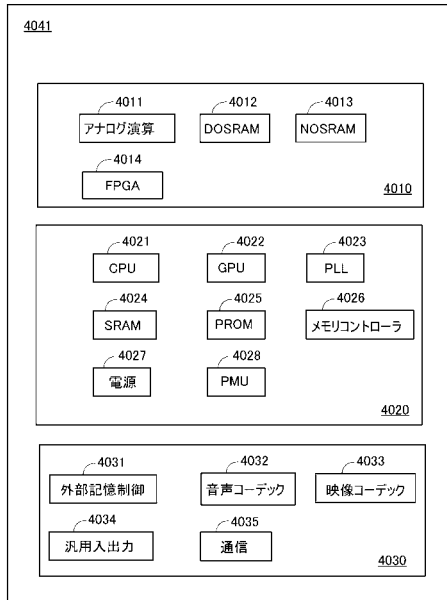 4041
4011
4012
4013
アナログ演算
DOSRAM
NOSRAM
4014
FPGA
4010
4021
4022
4023
CPU
GPU
PLL
4024
4025
4026
SRAM
PROM
メモリコントローラ
4027
4028
電源
PMU
4020
4031
4032
4033
外部記憶制御
音声コーデック
映像コーデック
4034
4035
汎用入出力
通信
4030